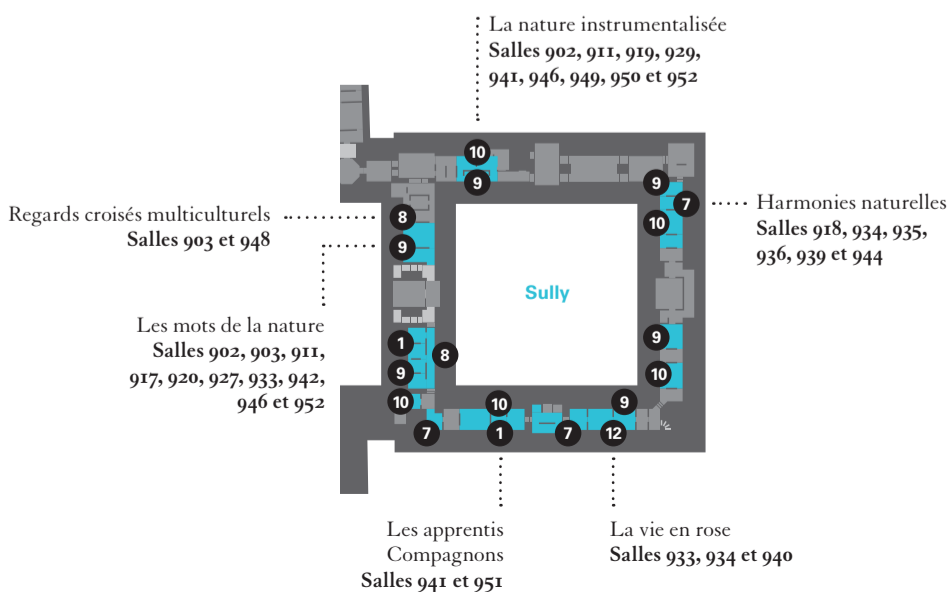 La nature instrumentalisée
Salles 902, 911, 919, 929,
941, 946, 949, 950 et 952
10
9
9
7
10
Harmonies naturelles
Salles 918, 934, 935,
936, 939 et 944
Regards croisés multiculturels
Salles 903 et 948
8
9
Sully
Les mots de la nature
Salles 902, 903, 911,
917, 920, 927, 933, 942,
946 et 952
1
8
9
10
9
10
7
10
1
7
9
12
Les apprentis
Compagnons
Salles 941 et 951
La vie en rose
Salles 933, 934 et 940